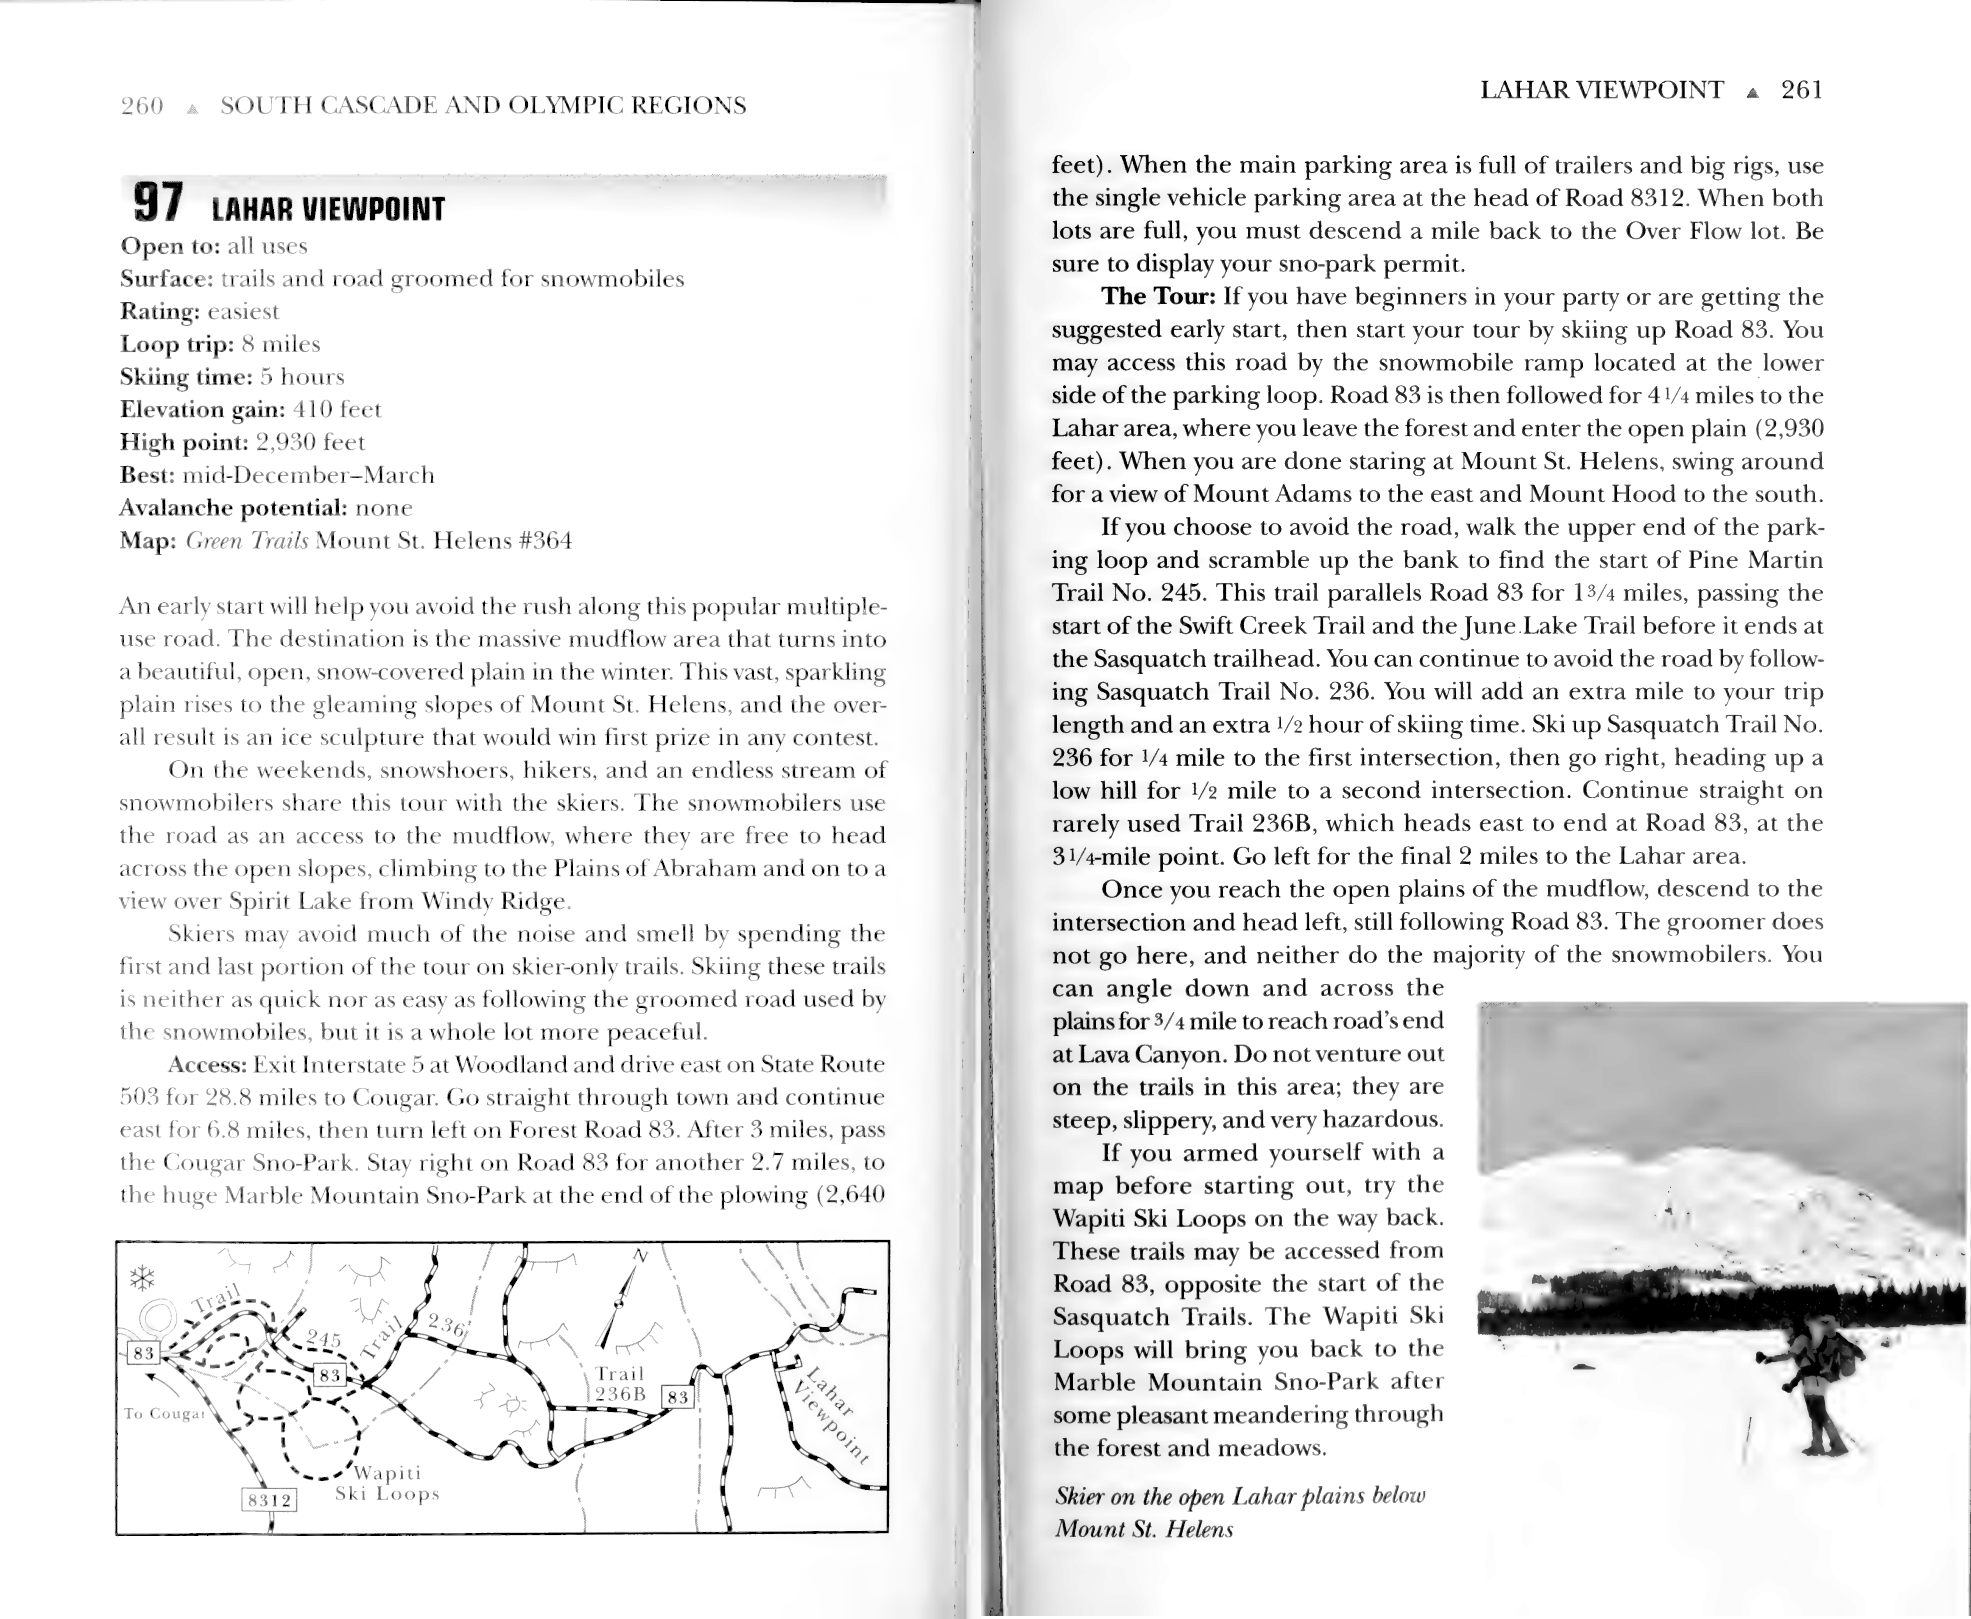 260 ▲ SOUTH CASCADE AND OLYMPIC REGIONS
97 LAHAR VIEWPOINT
Open to: all uses
Surface: trails and road groomed for snowmobiles
Rating: easiest
Loop trip: 8 miles
Skiing time: 5 hours
Elevation gain: 410 feet
High point: 2,930 feet
Best: mid-December–March
Avalanche potential: none
Map: Green Trails Mount St. Helens #364
An early start will help you avoid the rush along this popular multiple-
use road. The destination is the massive mudflow area that turns into
a beautiful, open, snow-covered plain in the winter. This vast, sparkling
plain rises to the gleaming slopes of Mount St. Helens, and the over-
all result is an ice sculpture that would win first prize in any contest.
On the weekends, snowshoers, hikers, and an endless stream of
snowmobilers share this tour with the skiers. The snowmobilers use
the road as an access to the mudflow, where they are free to head
across the open slopes, climbing to the Plains of Abraham and on to a
view over Spirit Lake from Windy Ridge.
Skiers may avoid much of the noise and smell by spending the
first and last portion of the tour on skier-only trails. Skiing these trails
is neither as quick nor as easy as following the groomed road used by
the snowmobiles, but it is a whole lot more peaceful.
Access: Exit Interstate 5 at Woodland and drive east on State Route
503 for 28.8 miles to Cougar. Go straight through town and continue
east for 6.8 miles, then turn left on Forest Road 83. After 3 miles, pass
the Cougar Sno-Park. Stay right on Road 83 for another 2.7 miles, to
the huge Marble Mountain Sno-Park at the end of the plowing (2,640
N
Trail
245
Trail
236
83
83
Trail
236B
83
Lahar
Viewpoint
To Cougar
Wapiti
Ski Loops
8312
LAHAR VIEWPOINT ▲ 261
feet). When the main parking area is full of trailers and big rigs, use
the single vehicle parking area at the head of Road 8312. When both
lots are full, you must descend a mile back to the Over Flow lot. Be
sure to display your sno-park permit.
The Tour: If you have beginners in your party or are getting the
suggested early start, then start your tour by skiing up Road 83. You
may access this road by the snowmobile ramp located at the lower
side of the parking loop. Road 83 is then followed for 4 1/4 miles to the
Lahar area, where you leave the forest and enter the open plain (2,930
feet). When you are done staring at Mount St. Helens, swing around
for a view of Mount Adams to the east and Mount Hood to the south.
If you choose to avoid the road, walk the upper end of the park-
ing loop and scramble up the bank to find the start of Pine Martin
Trail No. 245. This trail parallels Road 83 for 1 3/4 miles, passing the
start of the Swift Creek Trail and the June Lake Trail before it ends at
the Sasquatch trailhead. You can continue to avoid the road by follow-
ing Sasquatch Trail No. 236. You will add an extra mile to your trip
length and an extra 1/2 hour of skiing time. Ski up Sasquatch Trail No.
236 for 1/4 mile to the first intersection, then go right, heading up a
low hill for 1/2 mile to a second intersection. Continue straight on
rarely used Trail 236B, which heads east to end at Road 83, at the
3 1/4-mile point. Go left for the final 2 miles to the Lahar area.
Once you reach the open plains of the mudflow, descend to the
intersection and head left, still following Road 83. The groomer does
not go here, and neither do the majority of the snowmobilers. You
can angle down and across the
plains for 3/4 mile to reach road's end
at Lava Canyon. Do not venture out
on the trails in this area; they are
steep, slippery, and very hazardous.
If you armed yourself with a
map before starting out, try the
Wapiti Ski Loops on the way back.
These trails may be accessed from
Road 83, opposite the start of the
Sasquatch Trails. The Wapiti Ski
Loops will bring you back to the
Marble Mountain Sno-Park after
some pleasant meandering through
the forest and meadows.
Skier on the open Lahar plains below
Mount St. Helens